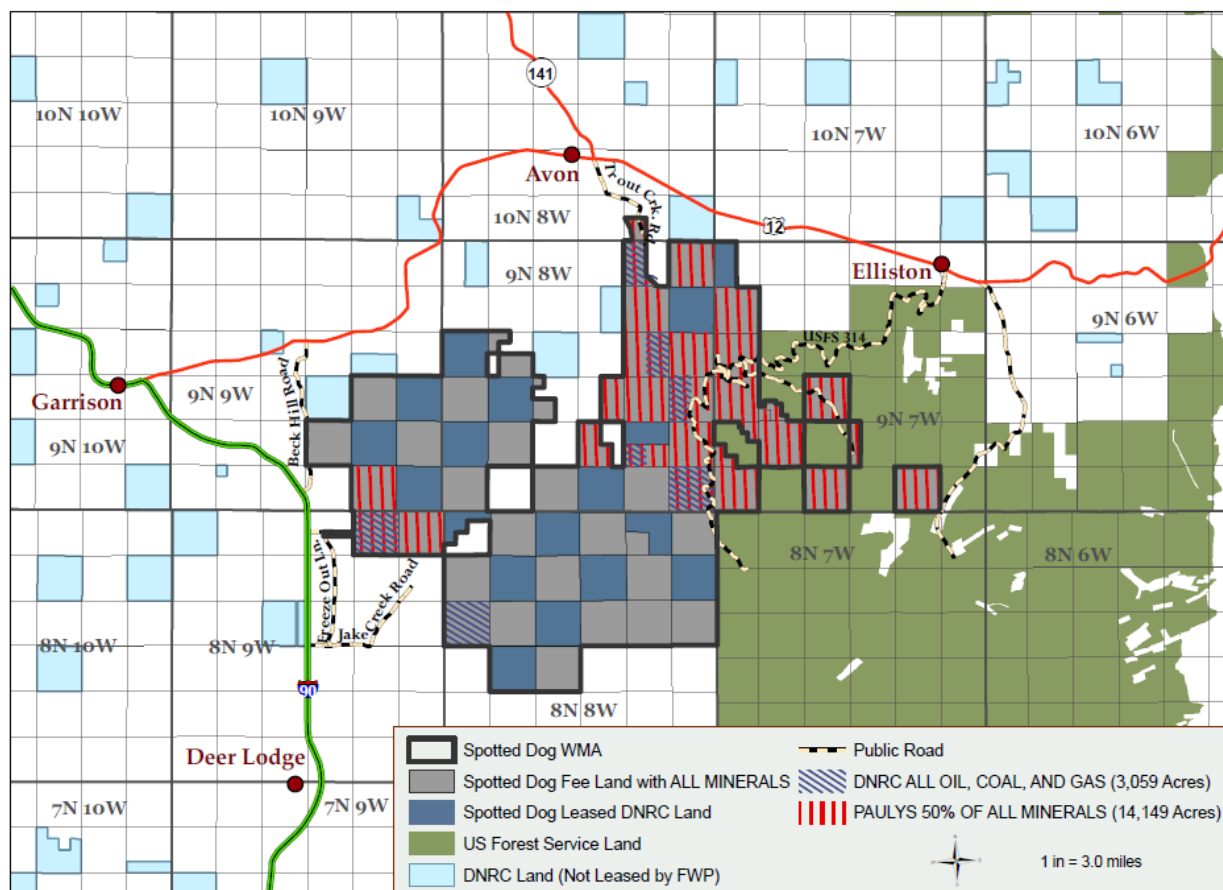 141
10N 10W
10N 9W
10N 7W
10N 6W
Avon
Trout Crk. Rd
10N 8W
12
9N 8W
Elliston
9N 6W
USFS 314
Garrison
9N 9W
Beck Hill Road
9N 7W
9N 10W
8N 7W
8N 6W
Freeze Out Ln.
Jake Creek Road
8N 10W
8N 9W
90
8N 8W
Deer Lodge
7N 10W
7N 9W
Spotted Dog WMA
Spotted Dog Fee Land with ALL MINERALS
Spotted Dog Leased DNRC Land
US Forest Service Land
DNRC Land (Not Leased by FWP)
Public Road
DNRC ALL OIL, COAL, AND GAS (3,059 Acres)
PAULYS 50% OF ALL MINERALS (14,149 Acres)
1 in = 3.0 miles